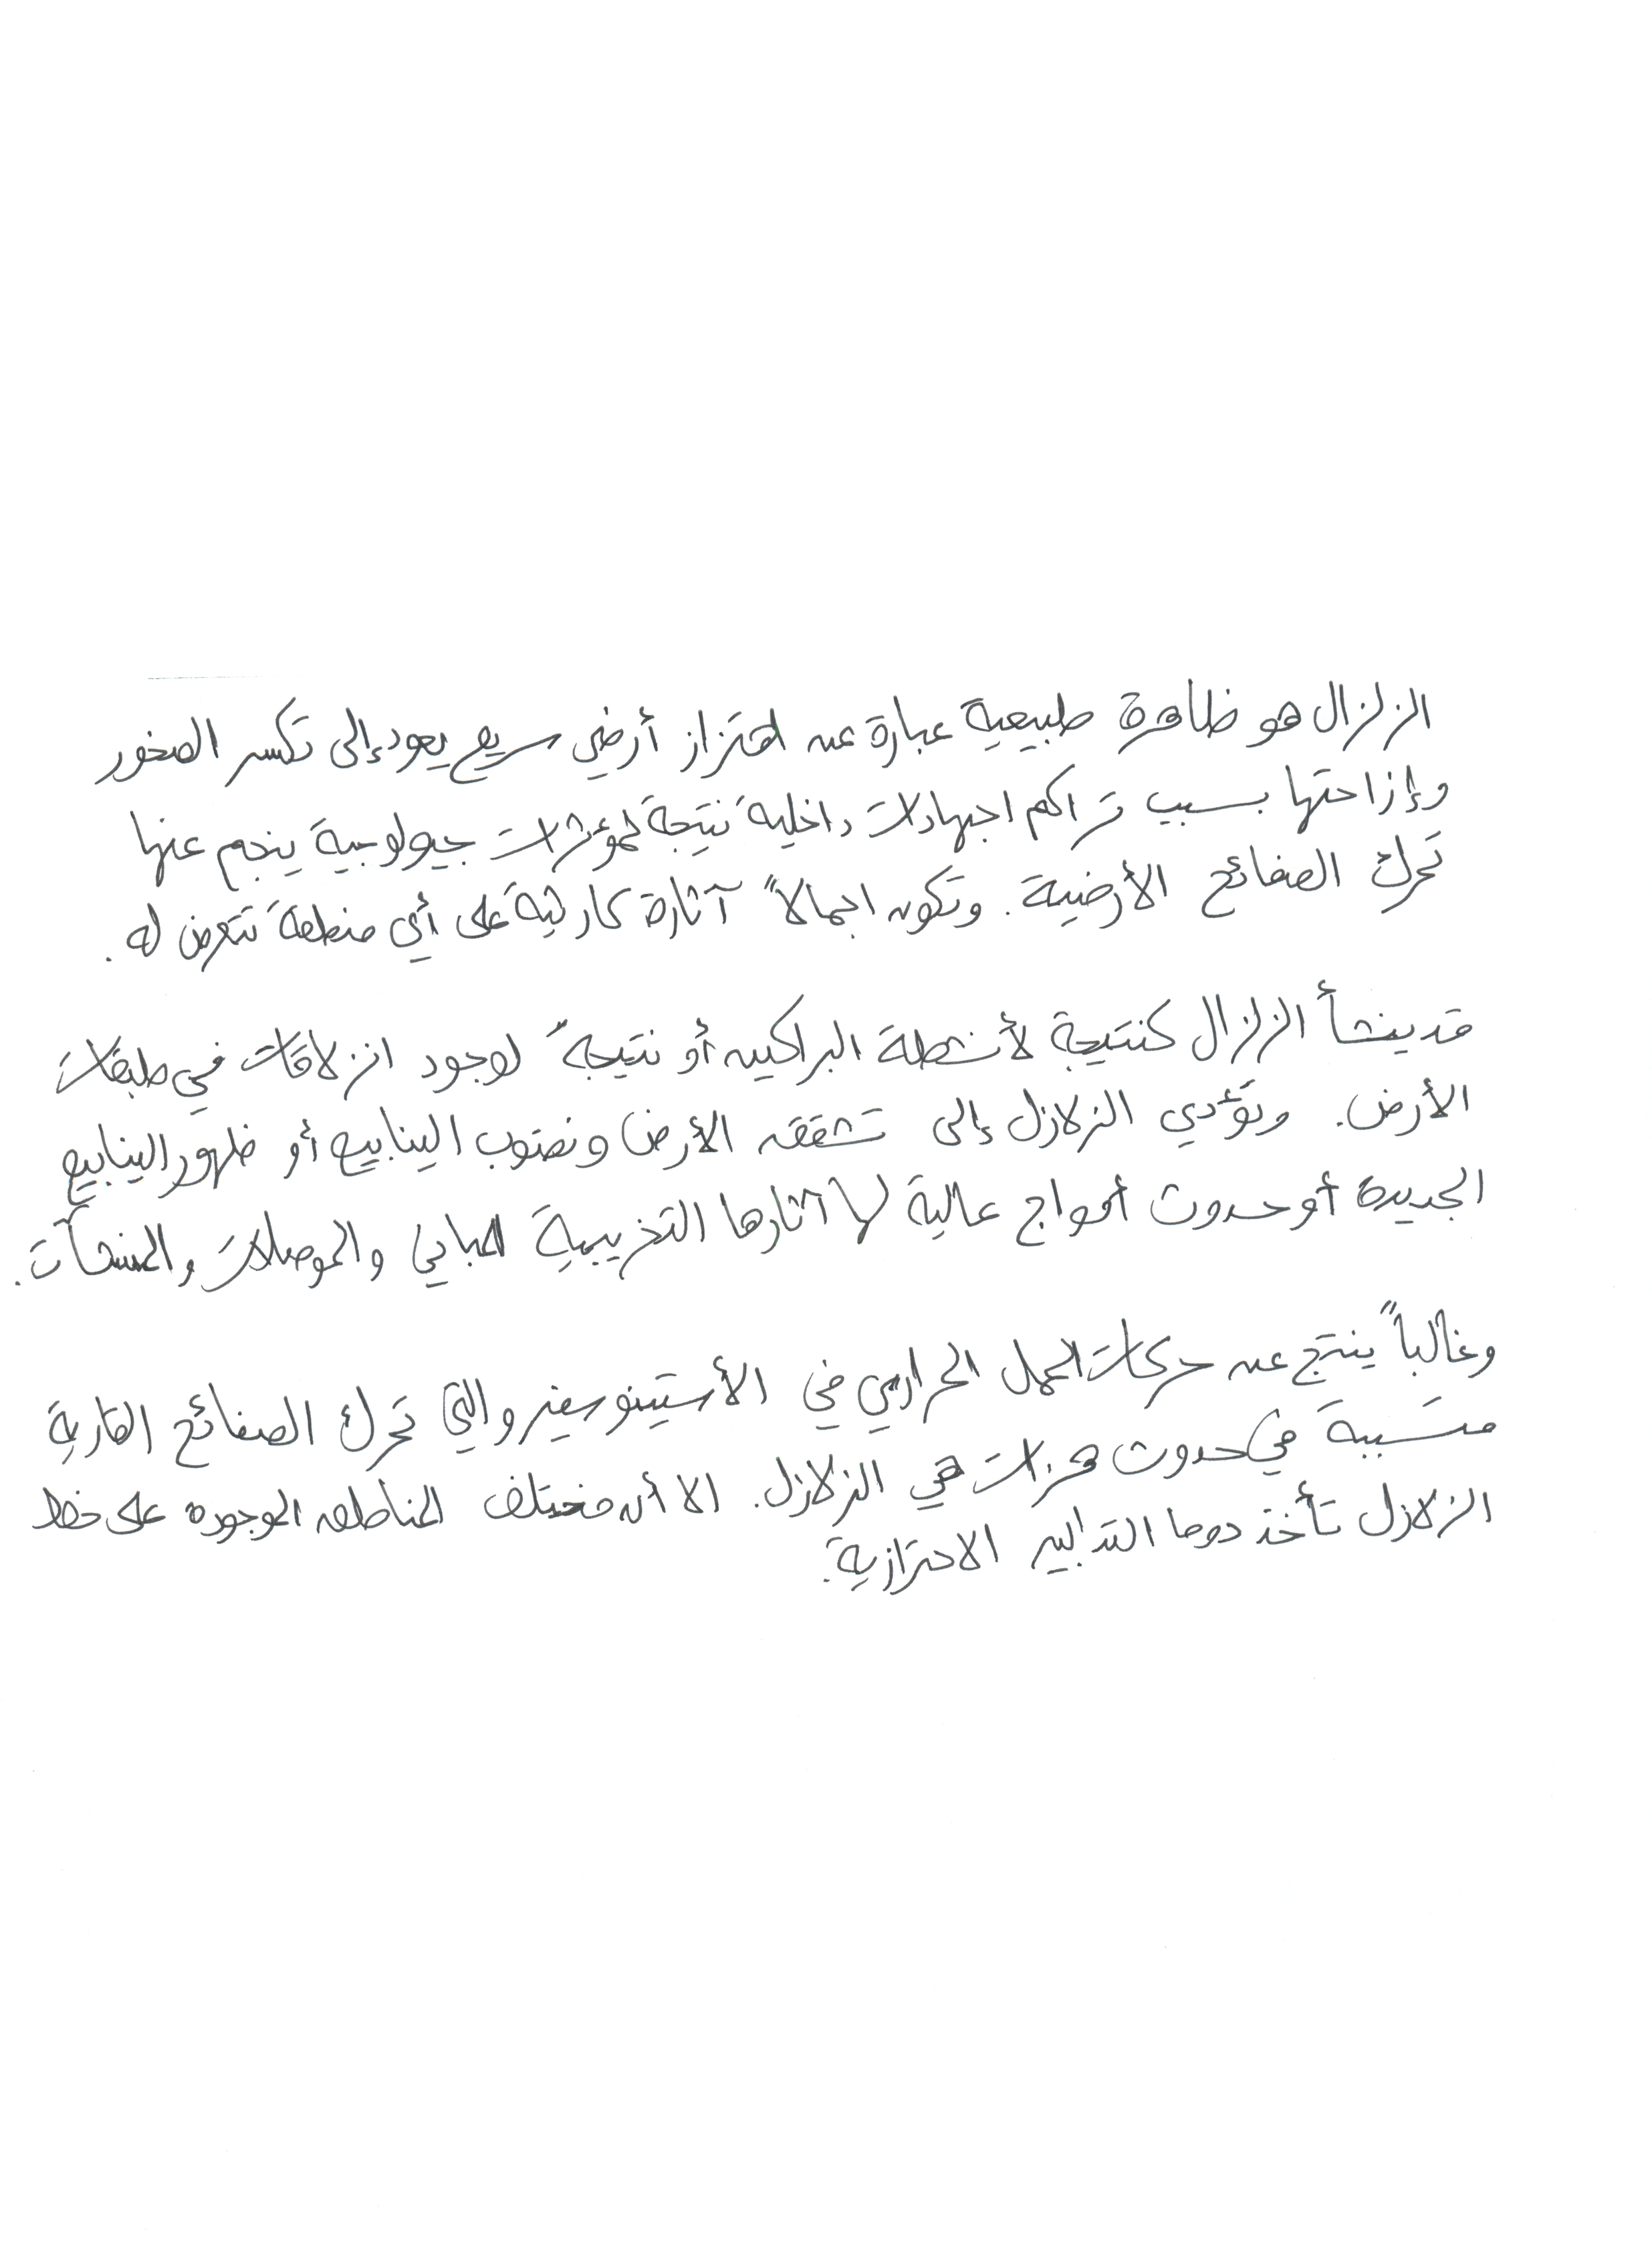 الزلزال هو ظاهرة طبيعية عبارة عن اهتزاز أرضي سريع يعود إلى تكسر الصخور
وإزاحتها بسبب تراكم اجهادات داخلية نتيجة لمؤثرات جيولوجية ينجم عنها
تحرك الصفائح الأرضية. وتكون اجمالاً آثارة كارثية على أي منطقة تتعرض له.
قد ينشأ الزلزال كنتيجة لأنشطة البراكين أو نتيجة لوجود انزلاقات في طبقات
الأرض. وتؤدي الزلازل إلى تشقق الأرض ونضوب الينابيع أو ظهور الينابيع
الجديدة أو حدوث أمواج عالية لها آثارها التخريبية للمباني والموصلات والمنشآت.
وغالباً ينتج عن حركات الحمل الحراري في الأستينوسفير والتي تحرك الصفائح القارية
متسببة في حدوث هزات هي الزلازل. الا أن مختلف المناطق الموجودة على خط
الزلازل تأخذ دوما التدابير الاحترازية.